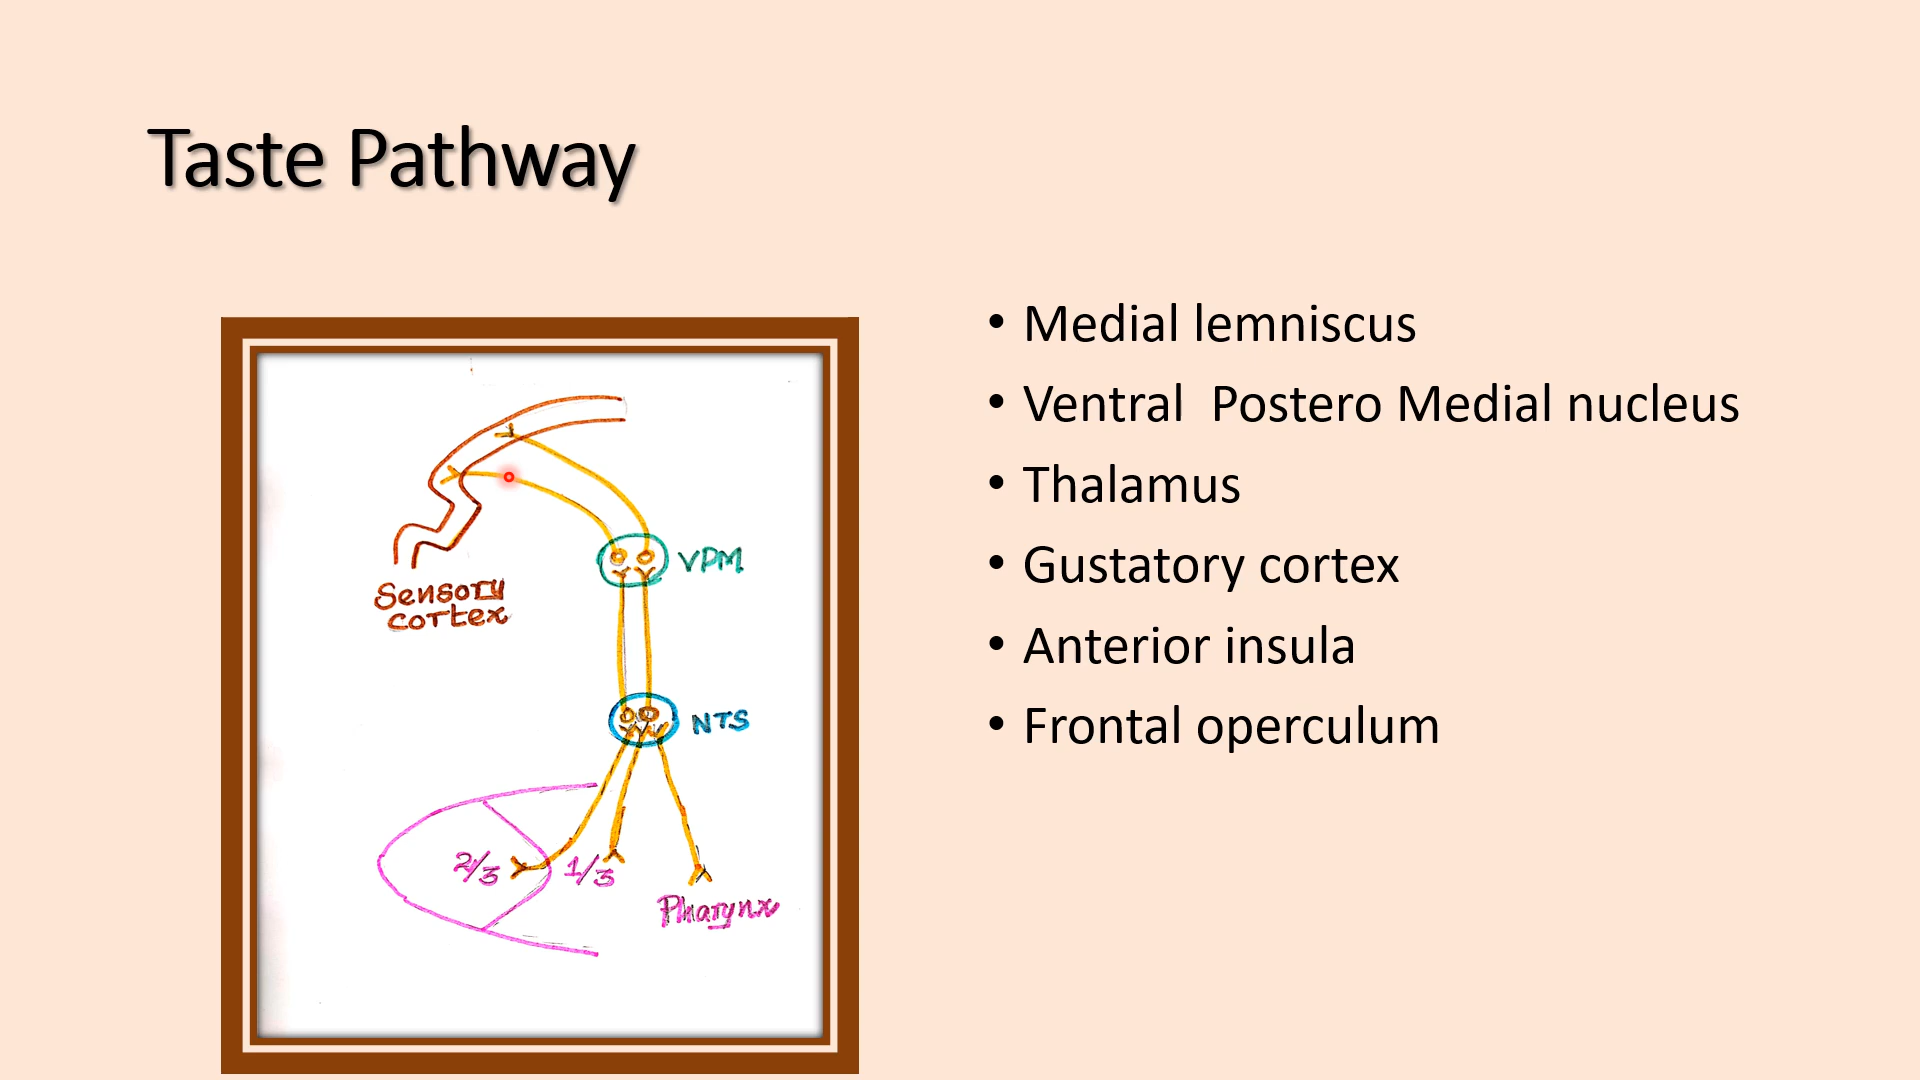 Taste Pathway
• Medial lemniscus
• Ventral  Postero Medial nucleus
• Thalamus
• Gustatory cortex
• Anterior insula
• Frontal operculum
VPM
Sensory
cortex
NTS
2/3
1/3
Pharynx